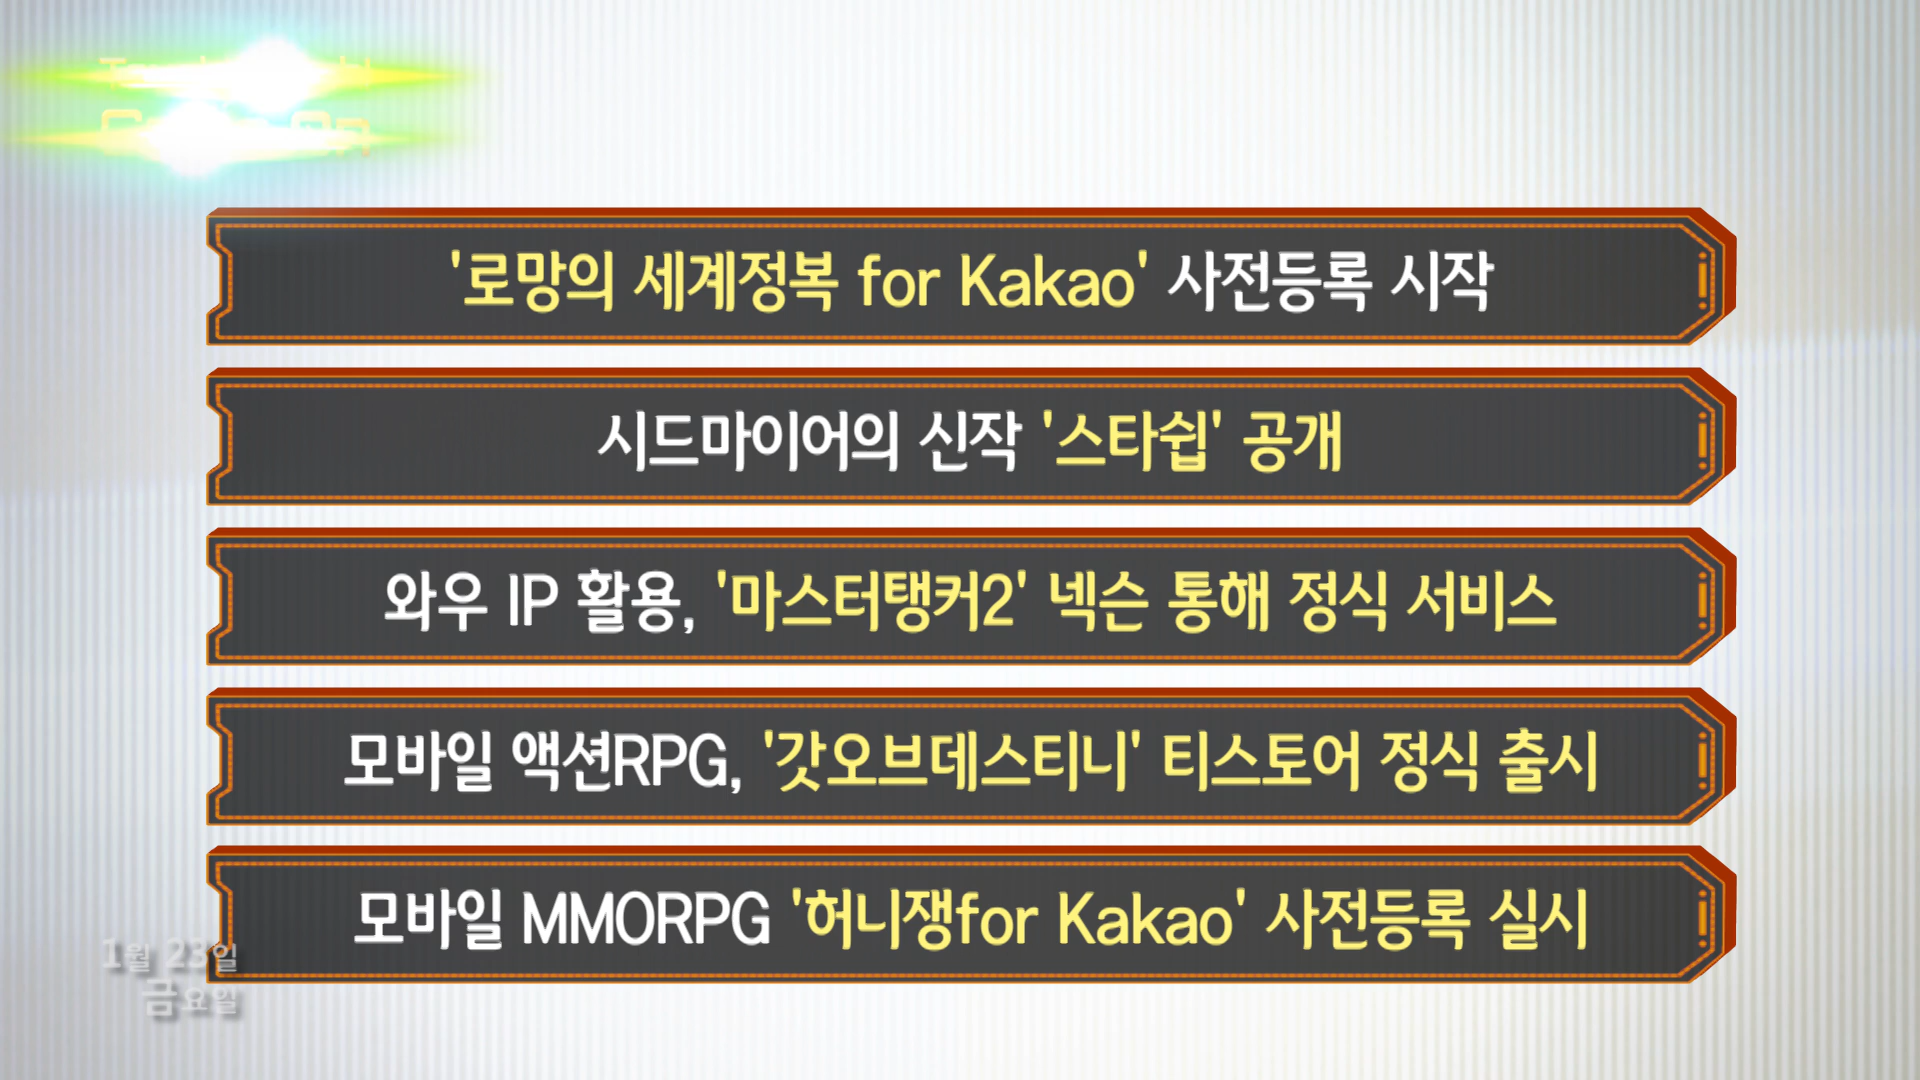 '로망의 세계정복 for Kakao' 사전등록 시작
시드마이어의 신작 '스타쉽' 공개
와우 IP 활용, '마스터탱커2' 넥슨 통해 정식 서비스
모바일 액션RPG, '갓오브데스티니' 티스토어 정식 출시
모바일 MMORPG '허니쟁for Kakao' 사전등록 실시
1월 23일
금요일